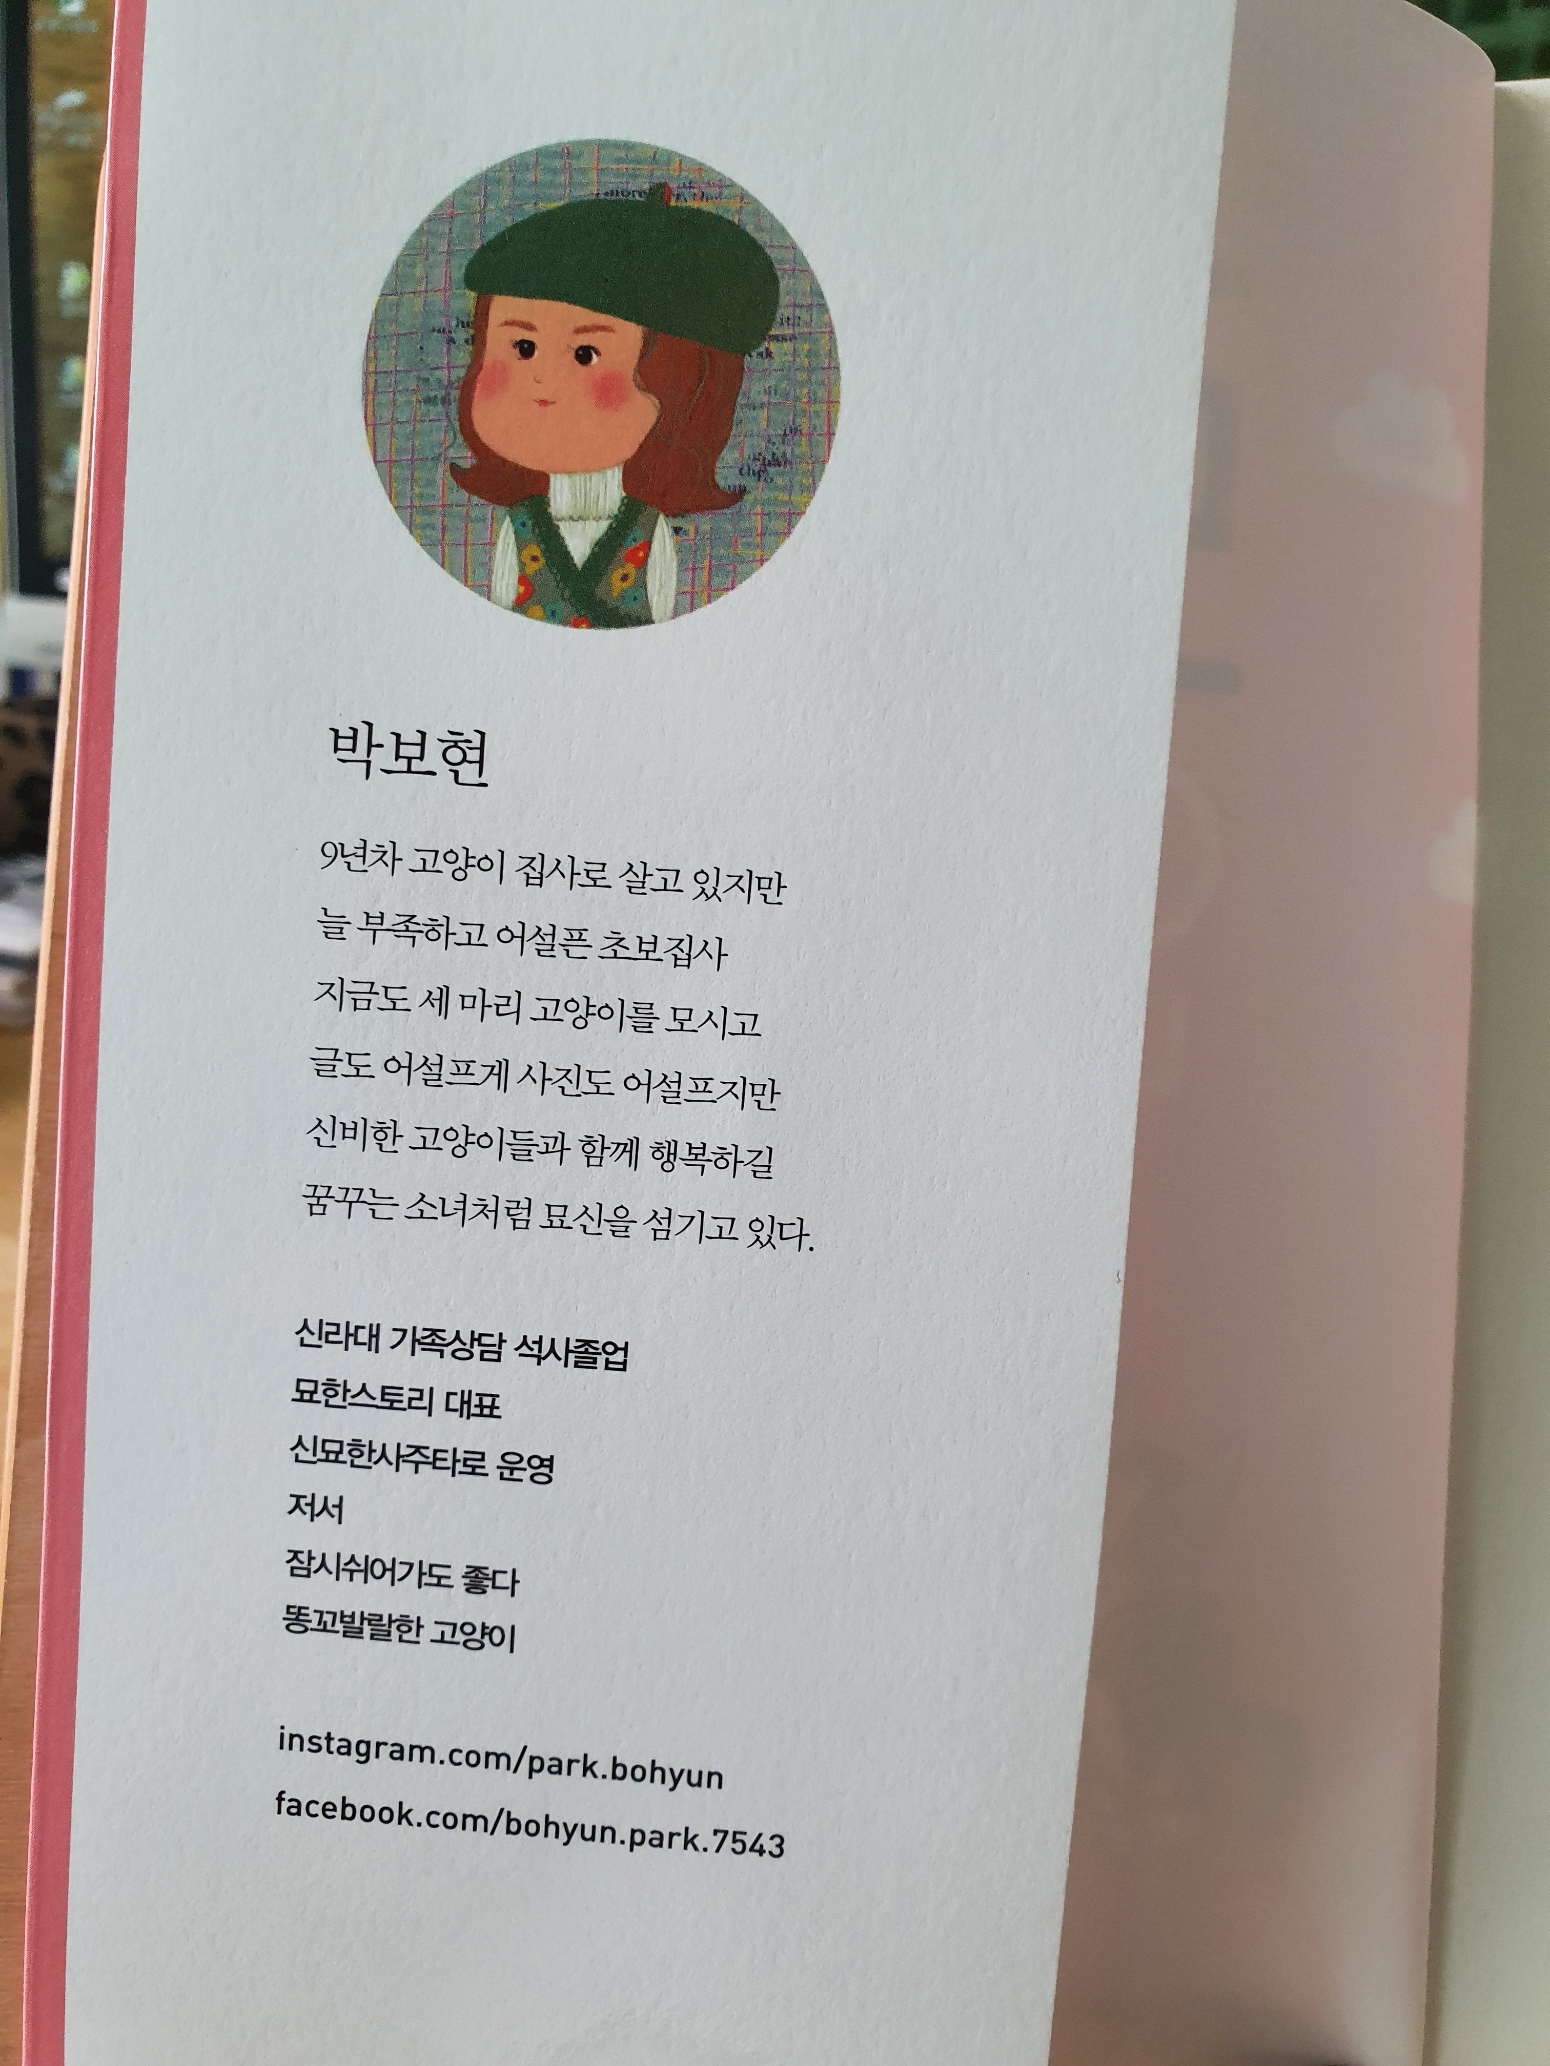 박보현
9년차 고양이 집사로 살고 있지만
늘 부족하고 어설픈 초보집사
지금도 세 마리 고양이를 모시고
글도 어설프게 사진도 어설프지만
신비한 고양이들과 함께 행복하길
꿈꾸는 소녀처럼 묘신을 섬기고 있다.
신라대 가족상담 석사졸업
묘한스토리 대표
신묘한사주타로 운영
저서
잠시쉬어가도 좋다
똥꼬발랄한 고양이
instagram.com/park.bohyun
facebook.com/bohyun.park.7543